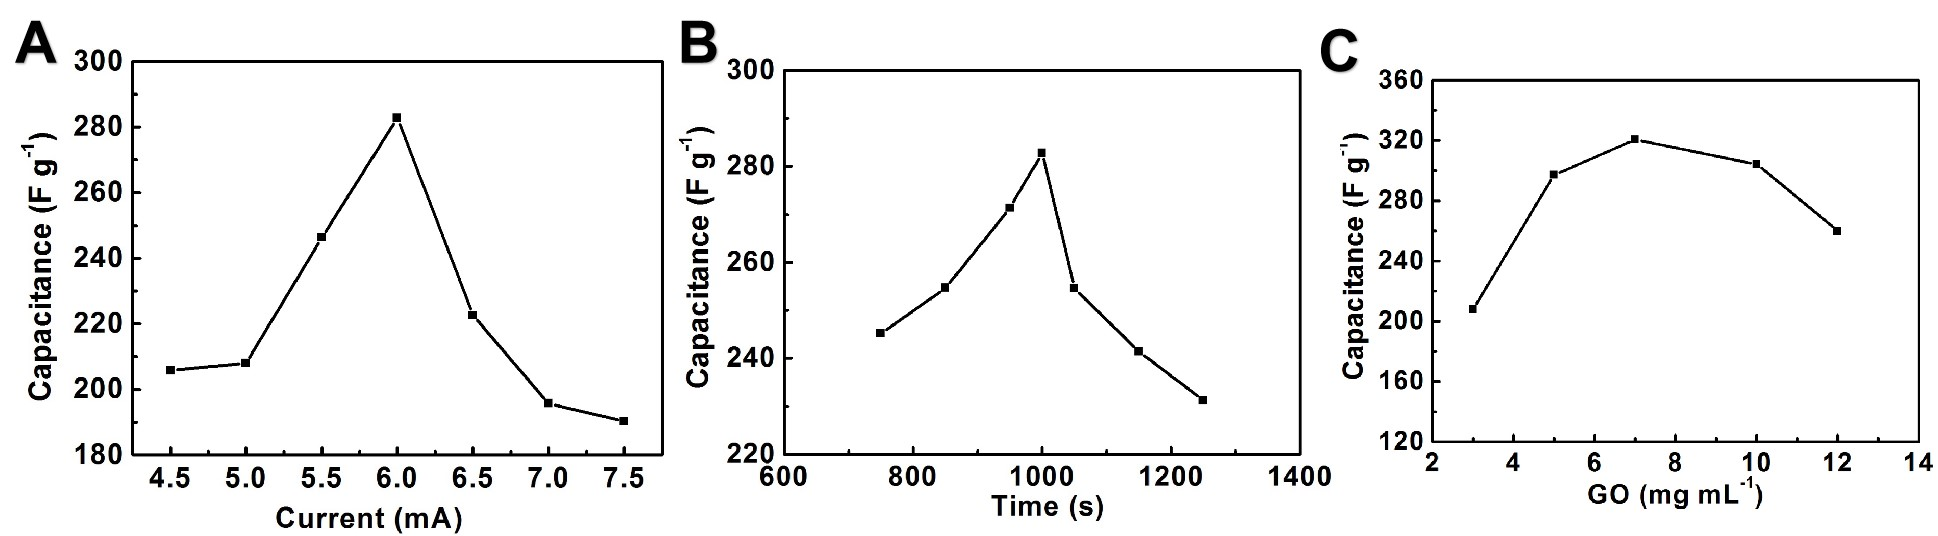 A
300
280
260
240
220
200
180
Capacitance (F g-1)
4.5 5.0 5.5 6.0 6.5 7.0 7.5
Current (mA)
B
300
280
260
240
220
Capacitance (F g-1)
600 800 1000 1200 1400
Time (s)
C
360
320
280
240
200
160
120
Capacitance (F g-1)
2 4 6 8 10 12 14
GO (mg mL-1)